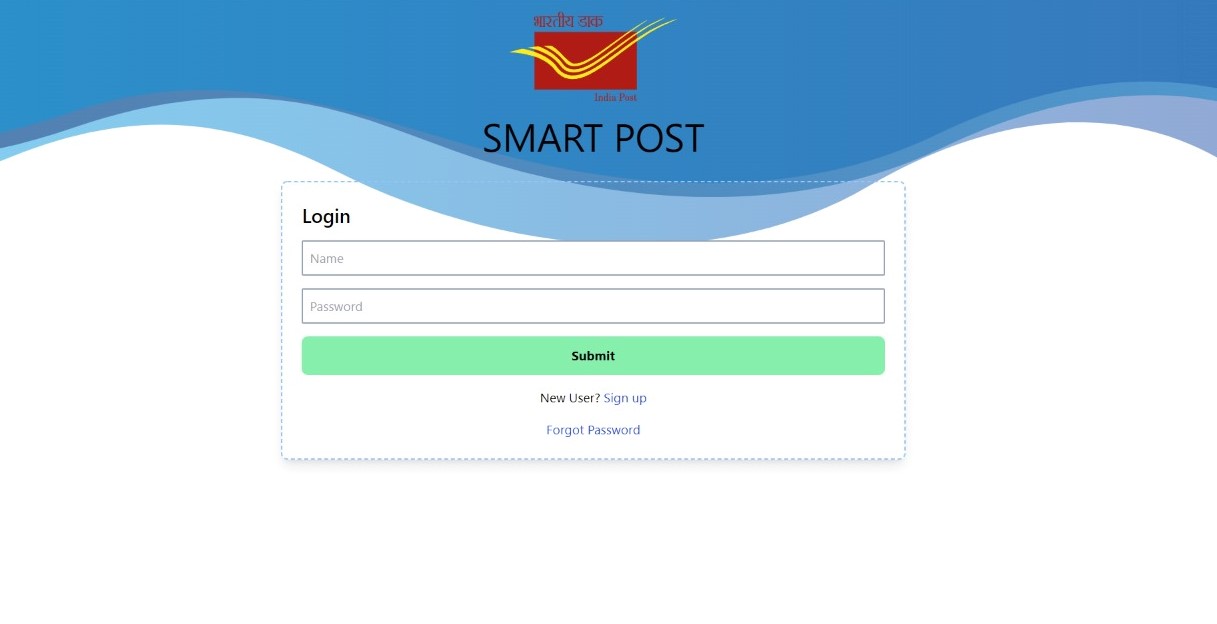 भारतीय डाक
India Post
SMART POST
Login
Name
Password
Submit
New User? Sign up
Forgot Password